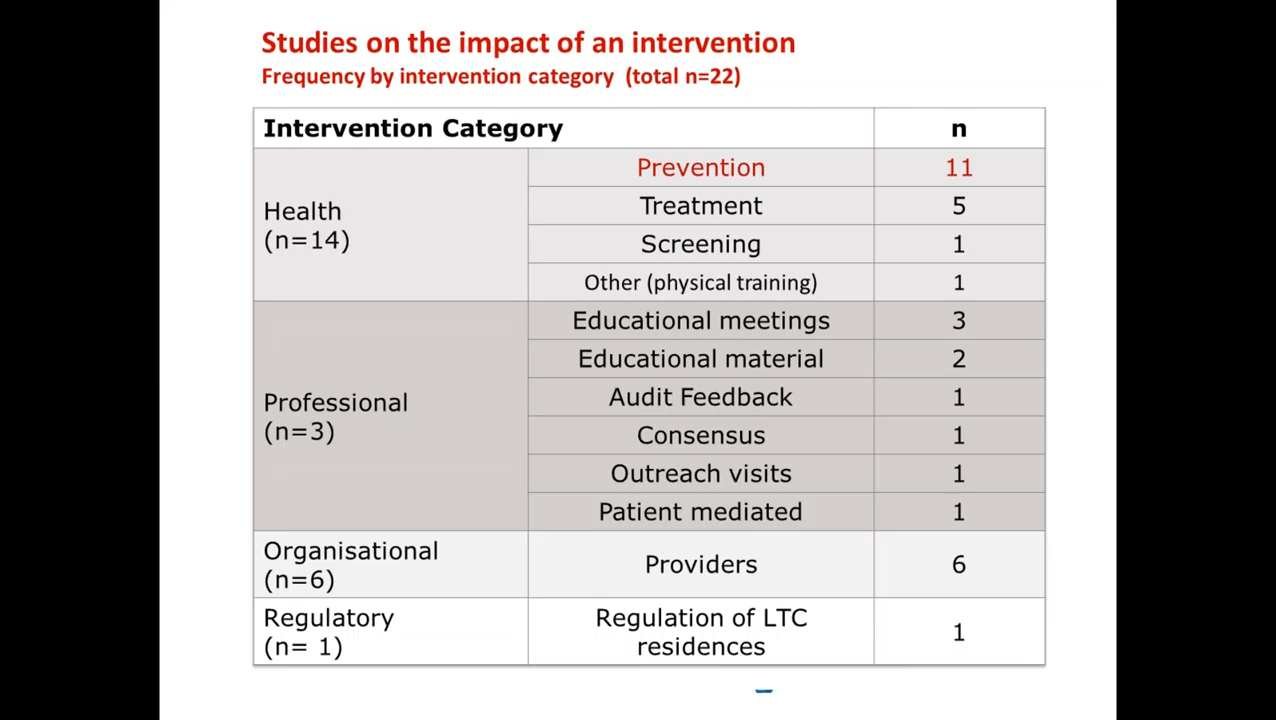 Studies on the impact of an intervention
Frequency by intervention category (total n=22)
Intervention Category n
Health
(n=14)
Prevention 11
Treatment 5
Screening 1
Other (physical training) 1
Professional
(n=3)
Educational meetings 3
Educational material 2
Audit Feedback 1
Consensus 1
Outreach visits 1
Patient mediated 1
Organisational
(n=6)
Providers 6
Regulatory
(n= 1)
Regulation of LTC
residences
1